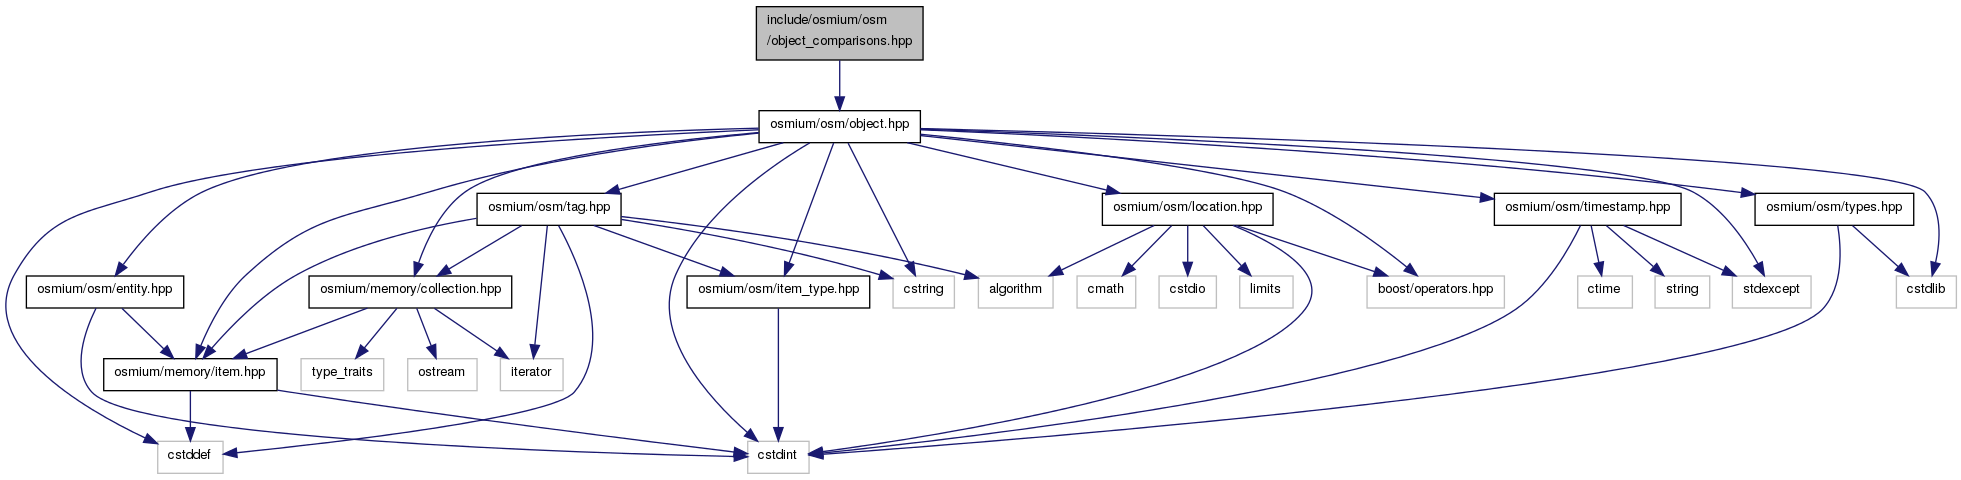 include/osmium/osm
/object_comparisons.hpp
osmium/osm/object.hpp
osmium/osm/tag.hpp
osmium/osm/location.hpp
osmium/osm/timestamp.hpp
osmium/osm/types.hpp
osmium/osm/entity.hpp
osmium/memory/collection.hpp
osmium/osm/item_type.hpp
cstring
algorithm
cmath
cstdio
limits
boost/operators.hpp
ctime
string
stdexcept
cstdlib
osmium/memory/item.hpp
type_traits
ostream
iterator
cstddef
cstdint